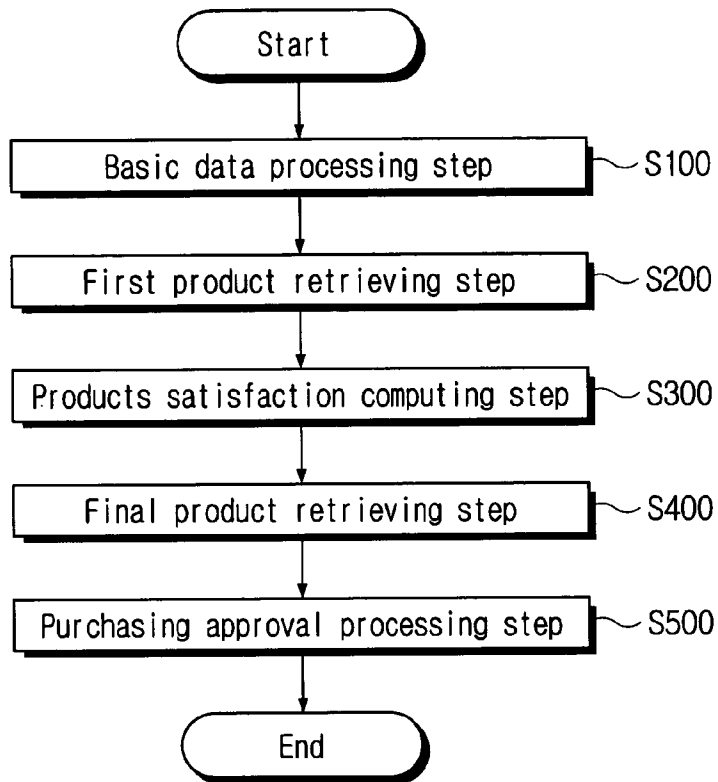 Start
Basic data processing step S100
First product retrieving step S200
Products satisfaction computing step S300
Final product retrieving step S400
Purchasing approval processing step S500
End